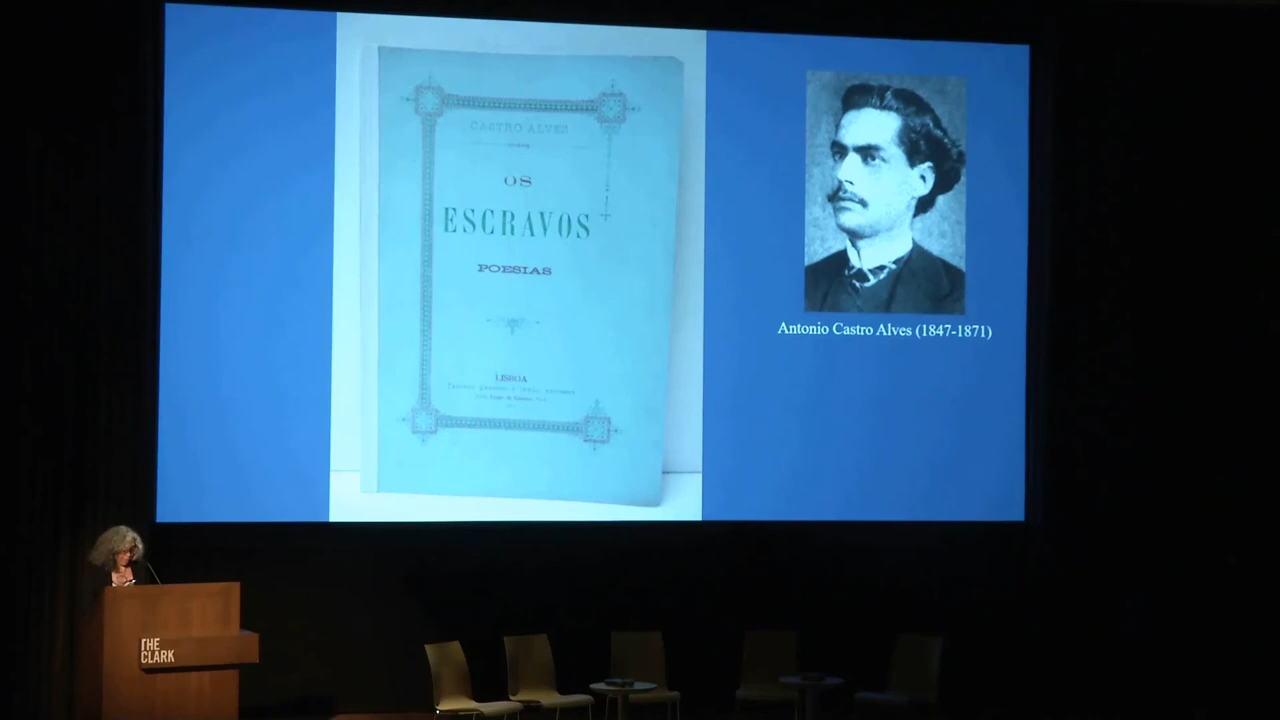 CASTRO ALVES
OS
ESCRAVOS
POESIAS
LISBOA
Antonio Castro Alves (1847-1871)
THE
CLARK